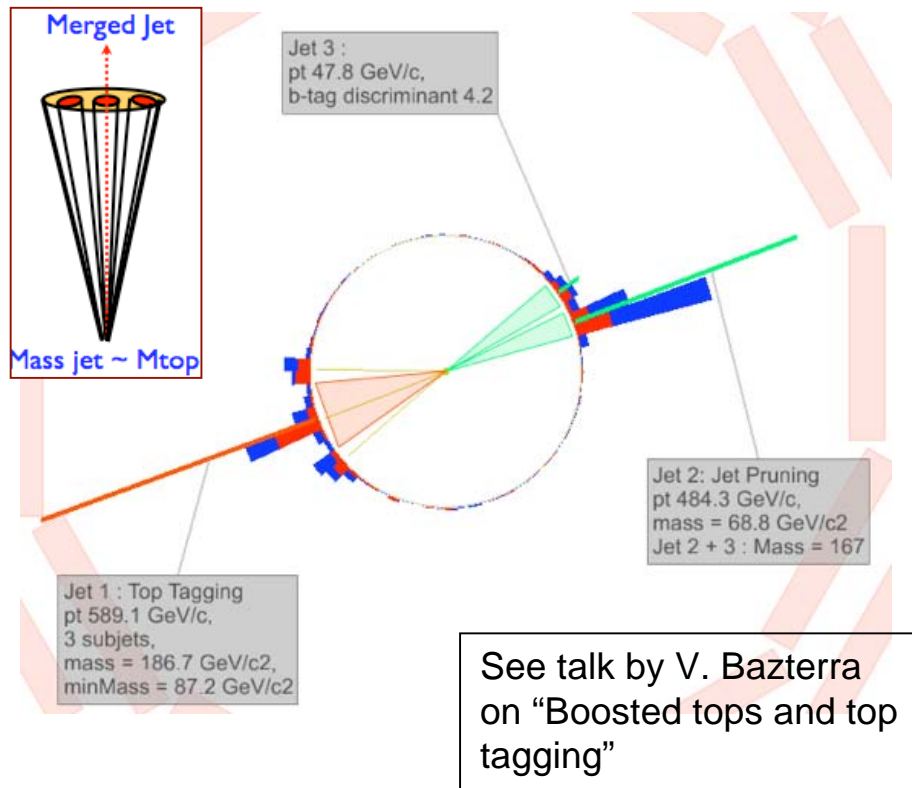 Merged Jet
Mass jet ~ Mtop
Jet 3 :
pt 47.8 GeV/c,
b-tag discriminant 4.2
Jet 2: Jet Pruning
pt 484.3 GeV/c,
mass = 68.8 GeV/c2
Jet 2 + 3 : Mass = 167
Jet 1 : Top Tagging
pt 589.1 GeV/c,
3 subjets,
mass = 186.7 GeV/c2,
minMass = 87.2 GeV/c2
See talk by V. Bazterra
on “Boosted tops and top
tagging”